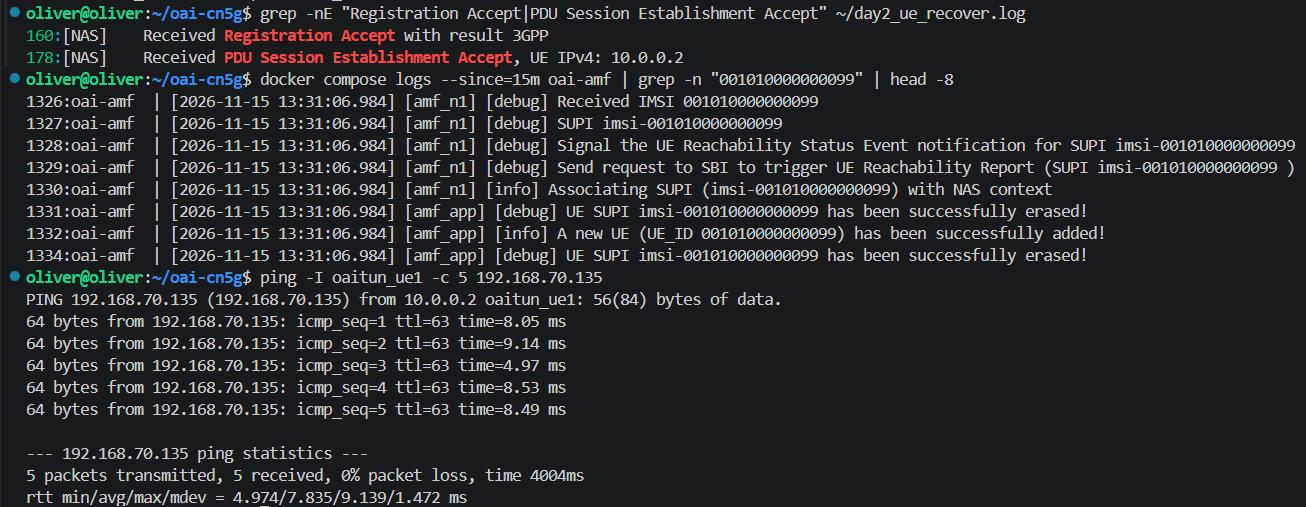 oliver@oliver:~/oai-cn5g$ grep -nE "Registration Accept|PDU Session Establishment Accept" ~/day2_ue_recover.log
160:[NAS]    Received Registration Accept with result 3GPP
178:[NAS]    Received PDU Session Establishment Accept, UE IPv4: 10.0.0.2
oliver@oliver:~/oai-cn5g$ docker compose logs --since=15m oai-amf | grep -n "001010000000099" | head -8
1326:oai-amf  | [2026-11-15 13:31:06.984] [amf_n1] [debug] Received IMSI 001010000000099
1327:oai-amf  | [2026-11-15 13:31:06.984] [amf_n1] [debug] SUPI imsi-001010000000099
1328:oai-amf  | [2026-11-15 13:31:06.984] [amf_n1] [debug] Signal the UE Reachability Status Event notification for SUPI imsi-001010000000099
1329:oai-amf  | [2026-11-15 13:31:06.984] [amf_n1] [debug] Send request to SBI to trigger UE Reachability Report (SUPI imsi-001010000000099 )
1330:oai-amf  | [2026-11-15 13:31:06.984] [amf_n1] [info] Associating SUPI (imsi-001010000000099) with NAS context
1331:oai-amf  | [2026-11-15 13:31:06.984] [amf_app] [debug] UE SUPI imsi-001010000000099 has been successfully erased!
1332:oai-amf  | [2026-11-15 13:31:06.984] [amf_app] [info] A new UE (UE_ID 001010000000099) has been successfully added!
1334:oai-amf  | [2026-11-15 13:31:06.984] [amf_app] [debug] UE SUPI imsi-001010000000099 has been successfully erased!
oliver@oliver:~/oai-cn5g$ ping -I oaitun_ue1 -c 5 192.168.70.135
PING 192.168.70.135 (192.168.70.135) from 10.0.0.2 oaitun_ue1: 56(84) bytes of data.
64 bytes from 192.168.70.135: icmp_seq=1 ttl=63 time=8.05 ms
64 bytes from 192.168.70.135: icmp_seq=2 ttl=63 time=9.14 ms
64 bytes from 192.168.70.135: icmp_seq=3 ttl=63 time=4.97 ms
64 bytes from 192.168.70.135: icmp_seq=4 ttl=63 time=8.53 ms
64 bytes from 192.168.70.135: icmp_seq=5 ttl=63 time=8.49 ms

--- 192.168.70.135 ping statistics ---
5 packets transmitted, 5 received, 0% packet loss, time 4004ms
rtt min/avg/max/mdev = 4.974/7.835/9.139/1.472 ms